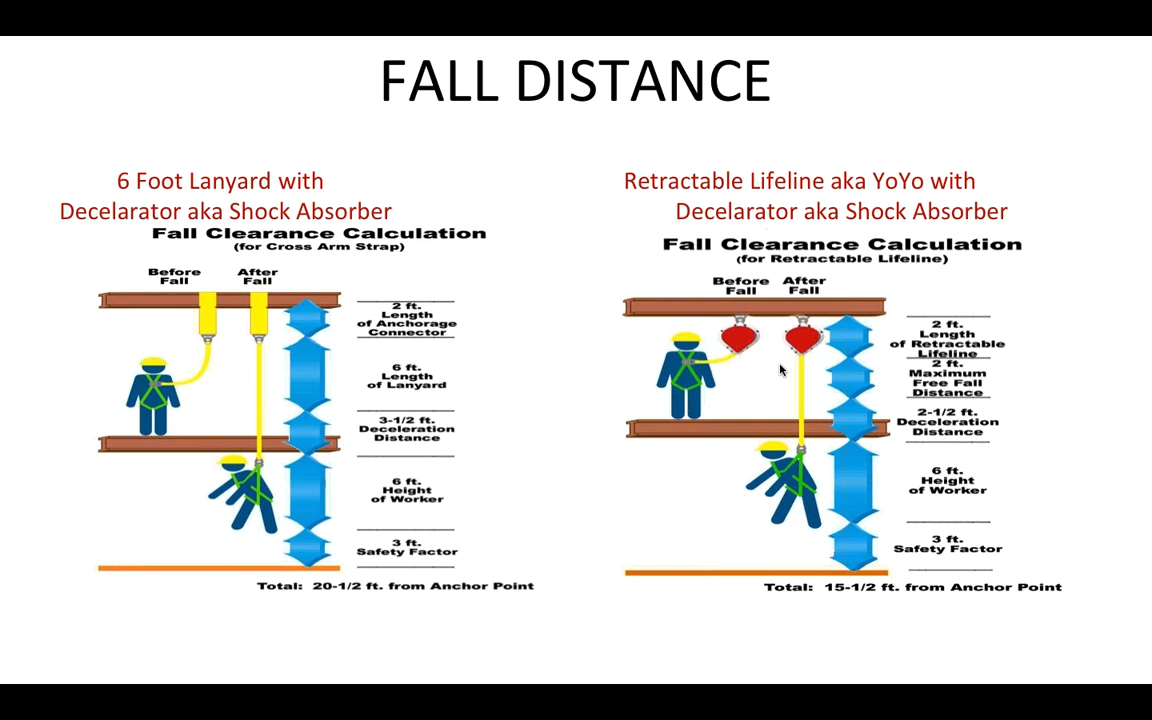 FALL DISTANCE
6 Foot Lanyard with
Decelarator aka Shock Absorber
Fall Clearance Calculation
(for Cross Arm Strap)
Before
Fall
After
Fall
2 ft.
Length
of Anchorage
Connector
6 ft.
Length
of Lanyard
3-1/2 ft.
Deceleration
Distance
6 ft.
Height
of Worker
3 ft.
Safety Factor
Total: 20-1/2 ft. from Anchor Point
Retractable Lifeline aka YoYo with
Decelarator aka Shock Absorber
Fall Clearance Calculation
(for Retractable Lifeline)
Before
Fall
After
Fall
2 ft.
Length
of Retractable
Lifeline
2 ft.
Maximum
Free Fall
Distance
2-1/2 ft.
Deceleration
Distance
6 ft.
Height
of Worker
3 ft.
Safety Factor
Total: 15-1/2 ft. from Anchor Point